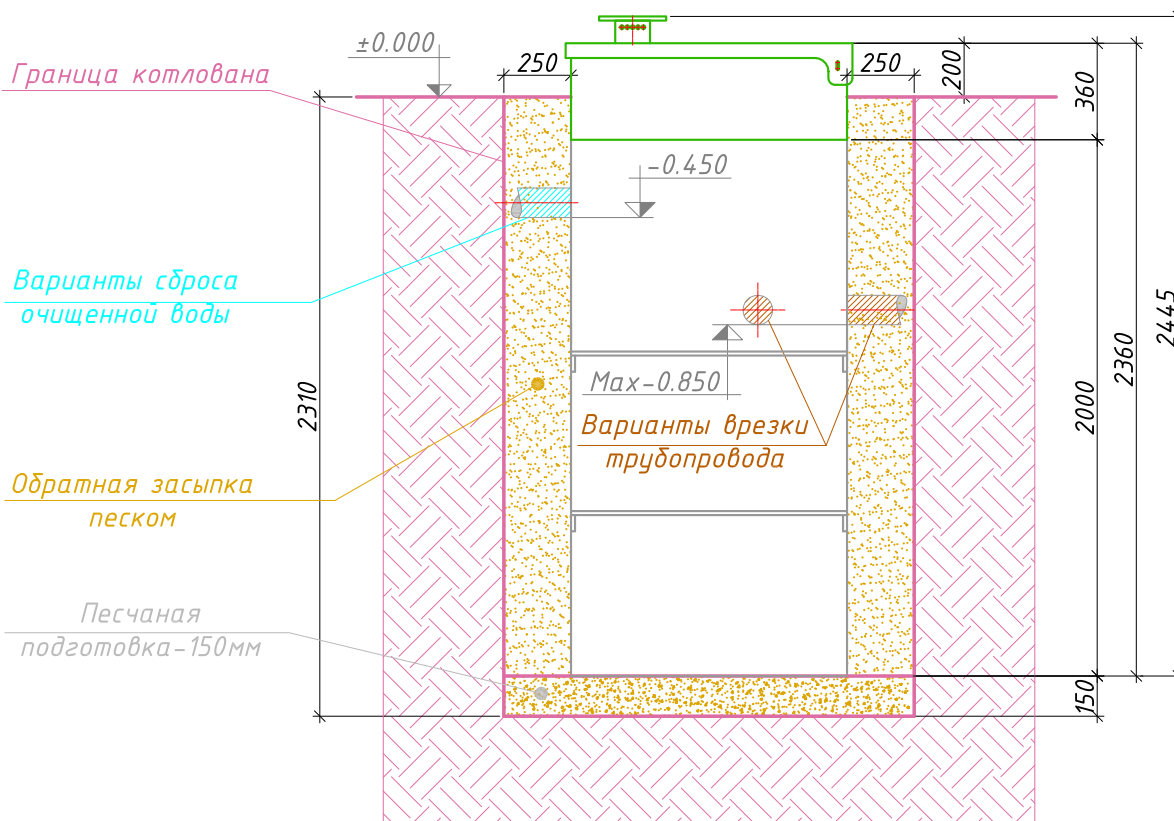 ±0.000
Граница котлована
250
250
200
360
-0.450
Варианты сброса
очищенной воды
2310
Max-0.850
Варианты врезки
трубопровода
2445
2360
2000
Обратная засыпка
песком
Песчаная
подготовка-150мм
150